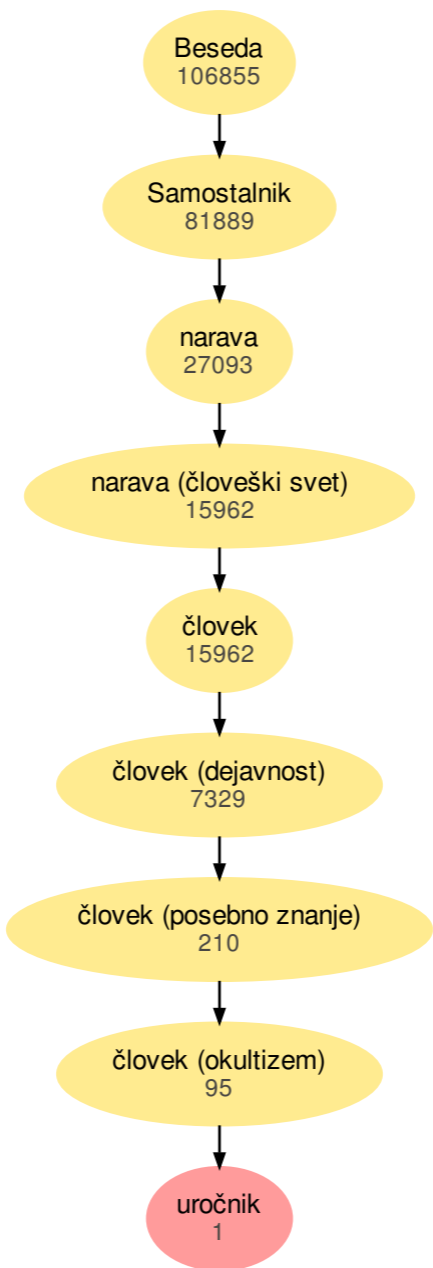 Beseda
106855
Samostalnik
81889
narava
27093
narava (človeški svet)
15962
človek
15962
človek (dejavnost)
7329
človek (posebno znanje)
210
človek (okultizem)
95
uročnik
1